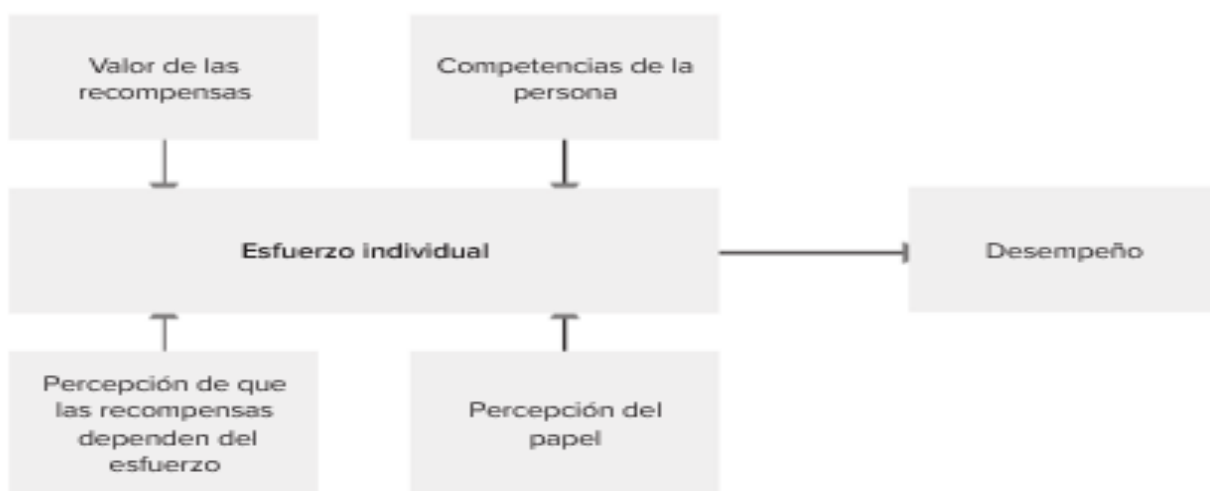 Valor de las
recompensas
Competencias de la
persona
Esfuerzo individual
Desempeño
Percepción de que
las recompensas
dependen del
esfuerzo
Percepción del
papel